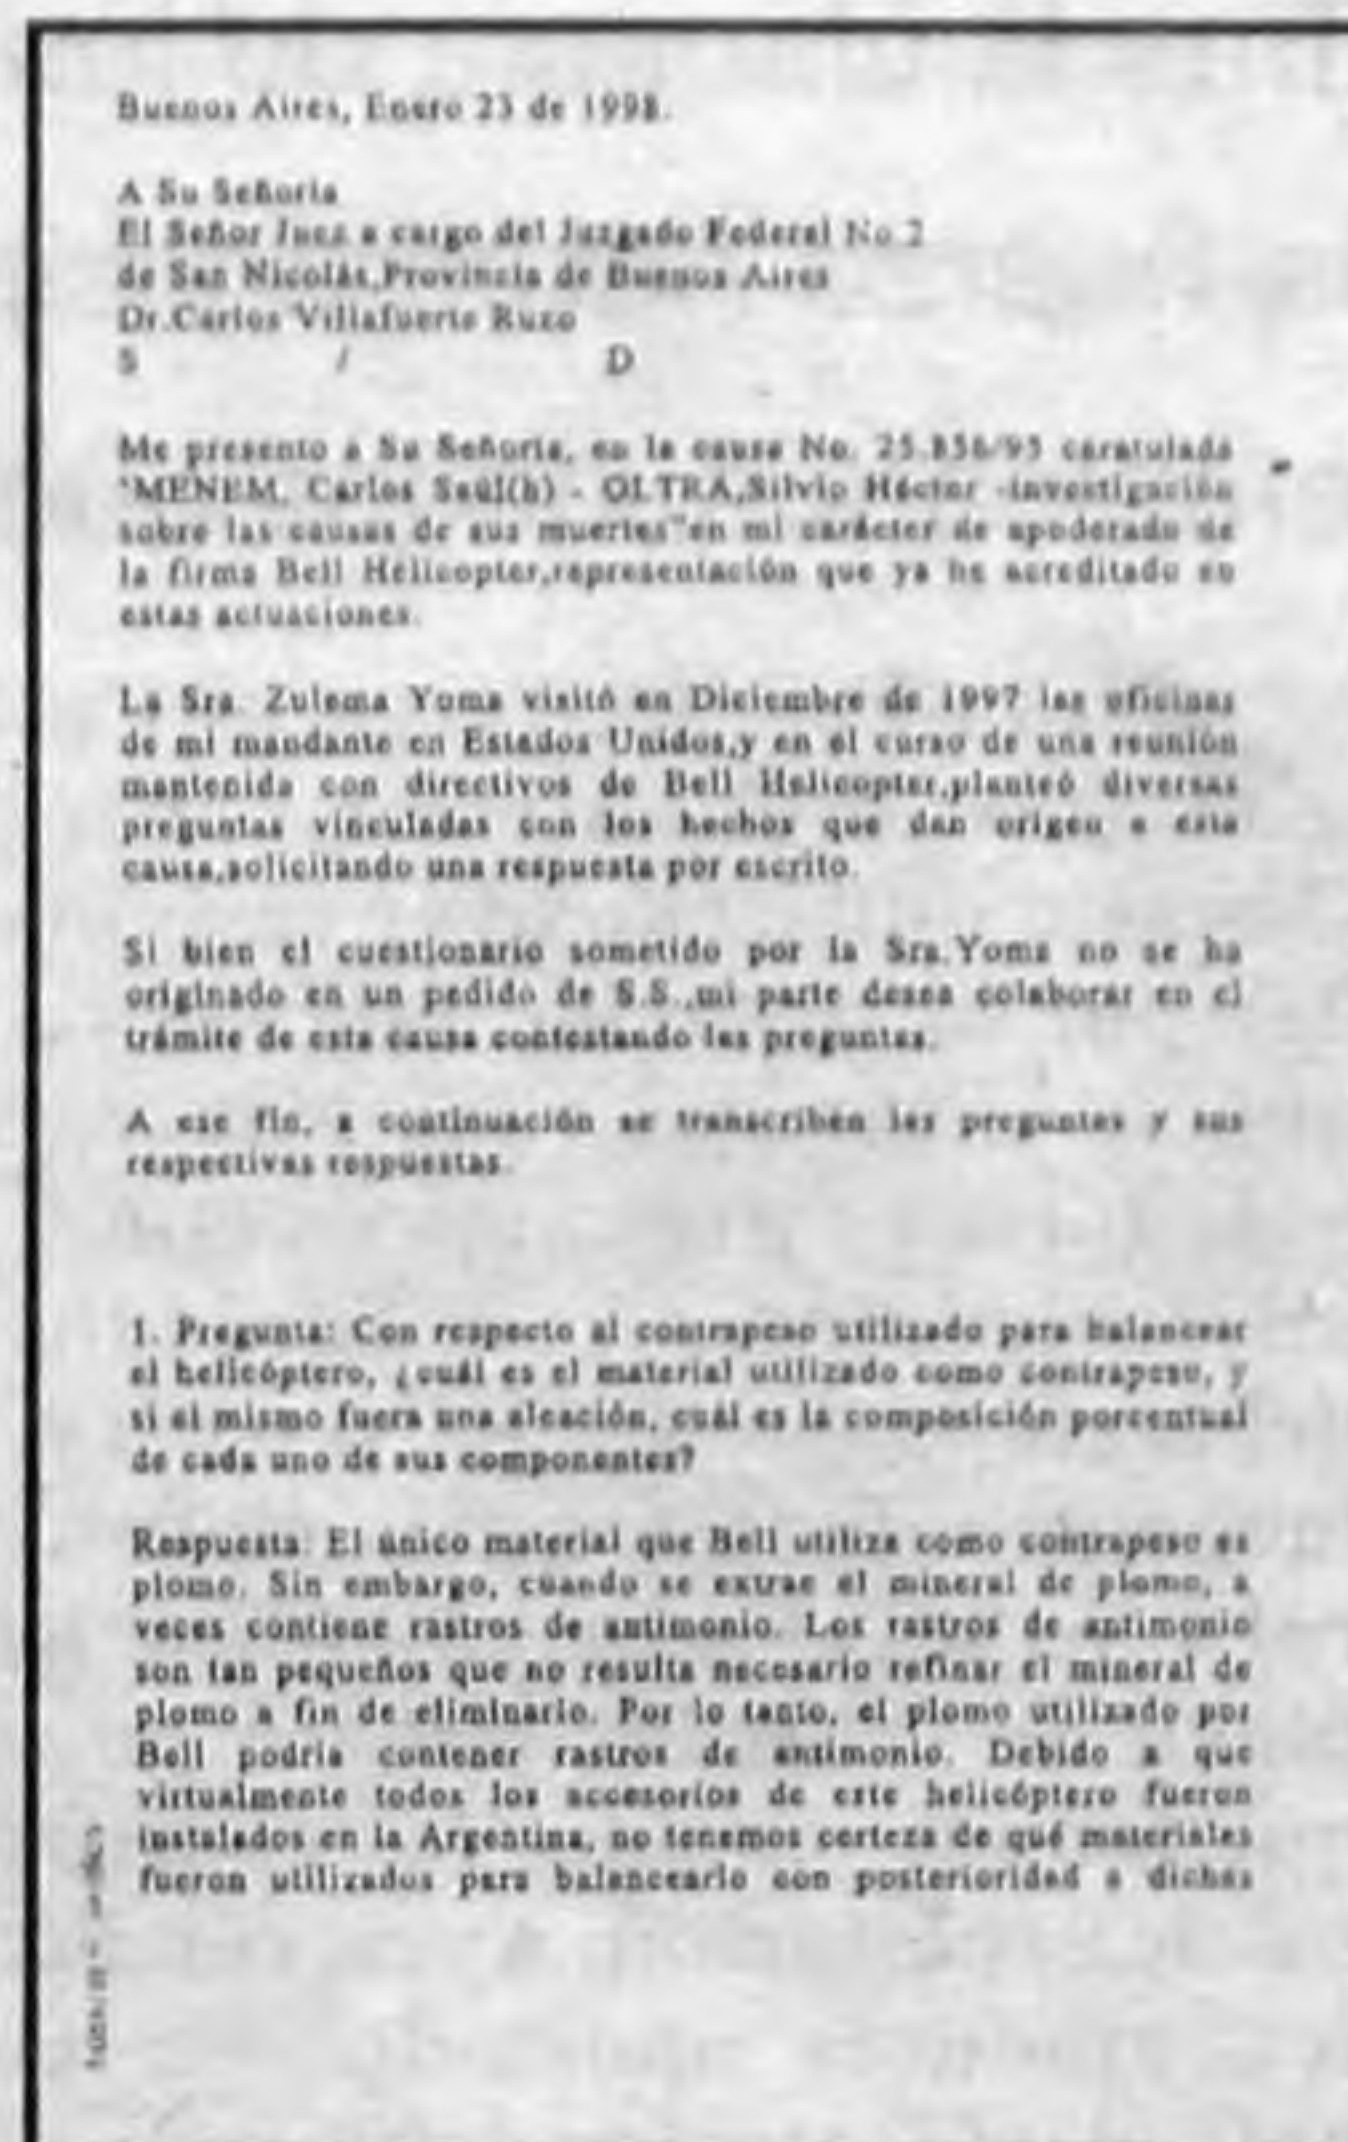 Buenos Aires, Enero 23 de 1998.
A Su Señoría
El Señor Juez a cargo del Juzgado Federal No.2
de San Nicolás,Provincia de Buenos Aires
Dr.Carlos Villafuerte Ruzo
S / D
Me presento a Su Señoría, en la causa No. 25.856/95 caratulada
"MENEM, Carlos Saúl(h) - OLTRA,Silvio Héctor -investigación
sobre las causas de sus muertes"en mi carácter de apoderado de
la firma Bell Helicopter,representación que ya he acreditado en
estas actuaciones.
La Sra. Zulema Yoma visitó en Diciembre de 1997 las oficinas
de mi mandante en Estados Unidos,y en el curso de una reunión
mantenida con directivos de Bell Helicopter,planteó diversas
preguntas vinculadas con los hechos que dan origen a esta
causa,solicitando una respuesta por escrito.
Si bien el cuestionario sometido por la Sra.Yoma no se ha
originado en un pedido de S.S.,mi parte desea colaborar en el
trámite de esta causa contestando las preguntas.
A ese fin, a continuación se transcriben las preguntas y sus
respectivas respuestas.
1. Pregunta: Con respecto al contrapeso utilizado para balancear
el helicóptero, ¿cuál es el material utilizado como contrapeso, y
si el mismo fuera una aleación, cuál es la composición porcentual
de cada uno de sus componentes?
Respuesta: El único material que Bell utiliza como contrapeso es
plomo. Sin embargo, cuando se extrae el mineral de plomo, a
veces contiene rastros de antimonio. Los rastros de antimonio
son tan pequeños que no resulta necesario refinar el mineral de
plomo a fin de eliminarlo. Por lo tanto, el plomo utilizado por
Bell podría contener rastros de antimonio. Debido a que
virtualmente todos los accesorios de este helicóptero fueron
instalados en la Argentina, no tenemos certeza de qué materiales
fueron utilizados para balancearlo con posterioridad a dichas